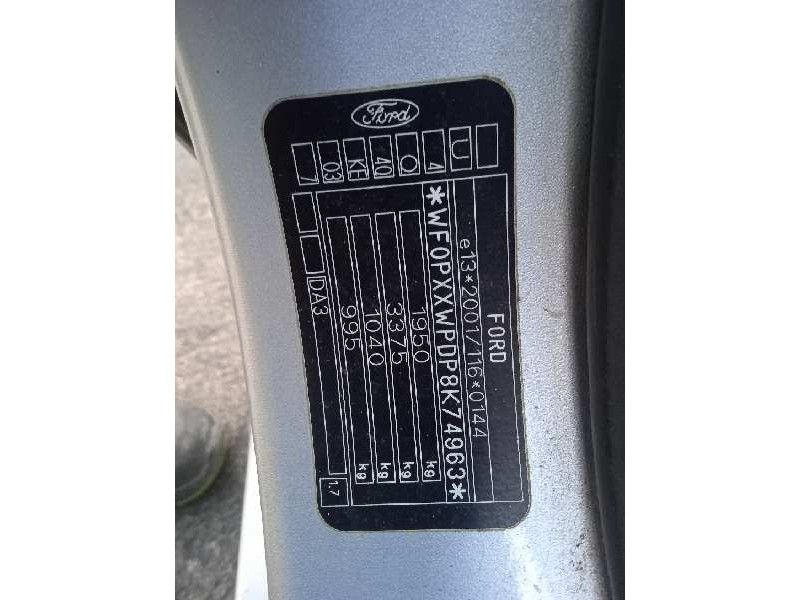 Ford
FORD
e13*2001/116*0144
*WF0PXXWPDP8K74963*
1950 kg
3375 kg
1040 kg
995 kg
DA3 1.7
U 4 O 40 KE 03 7